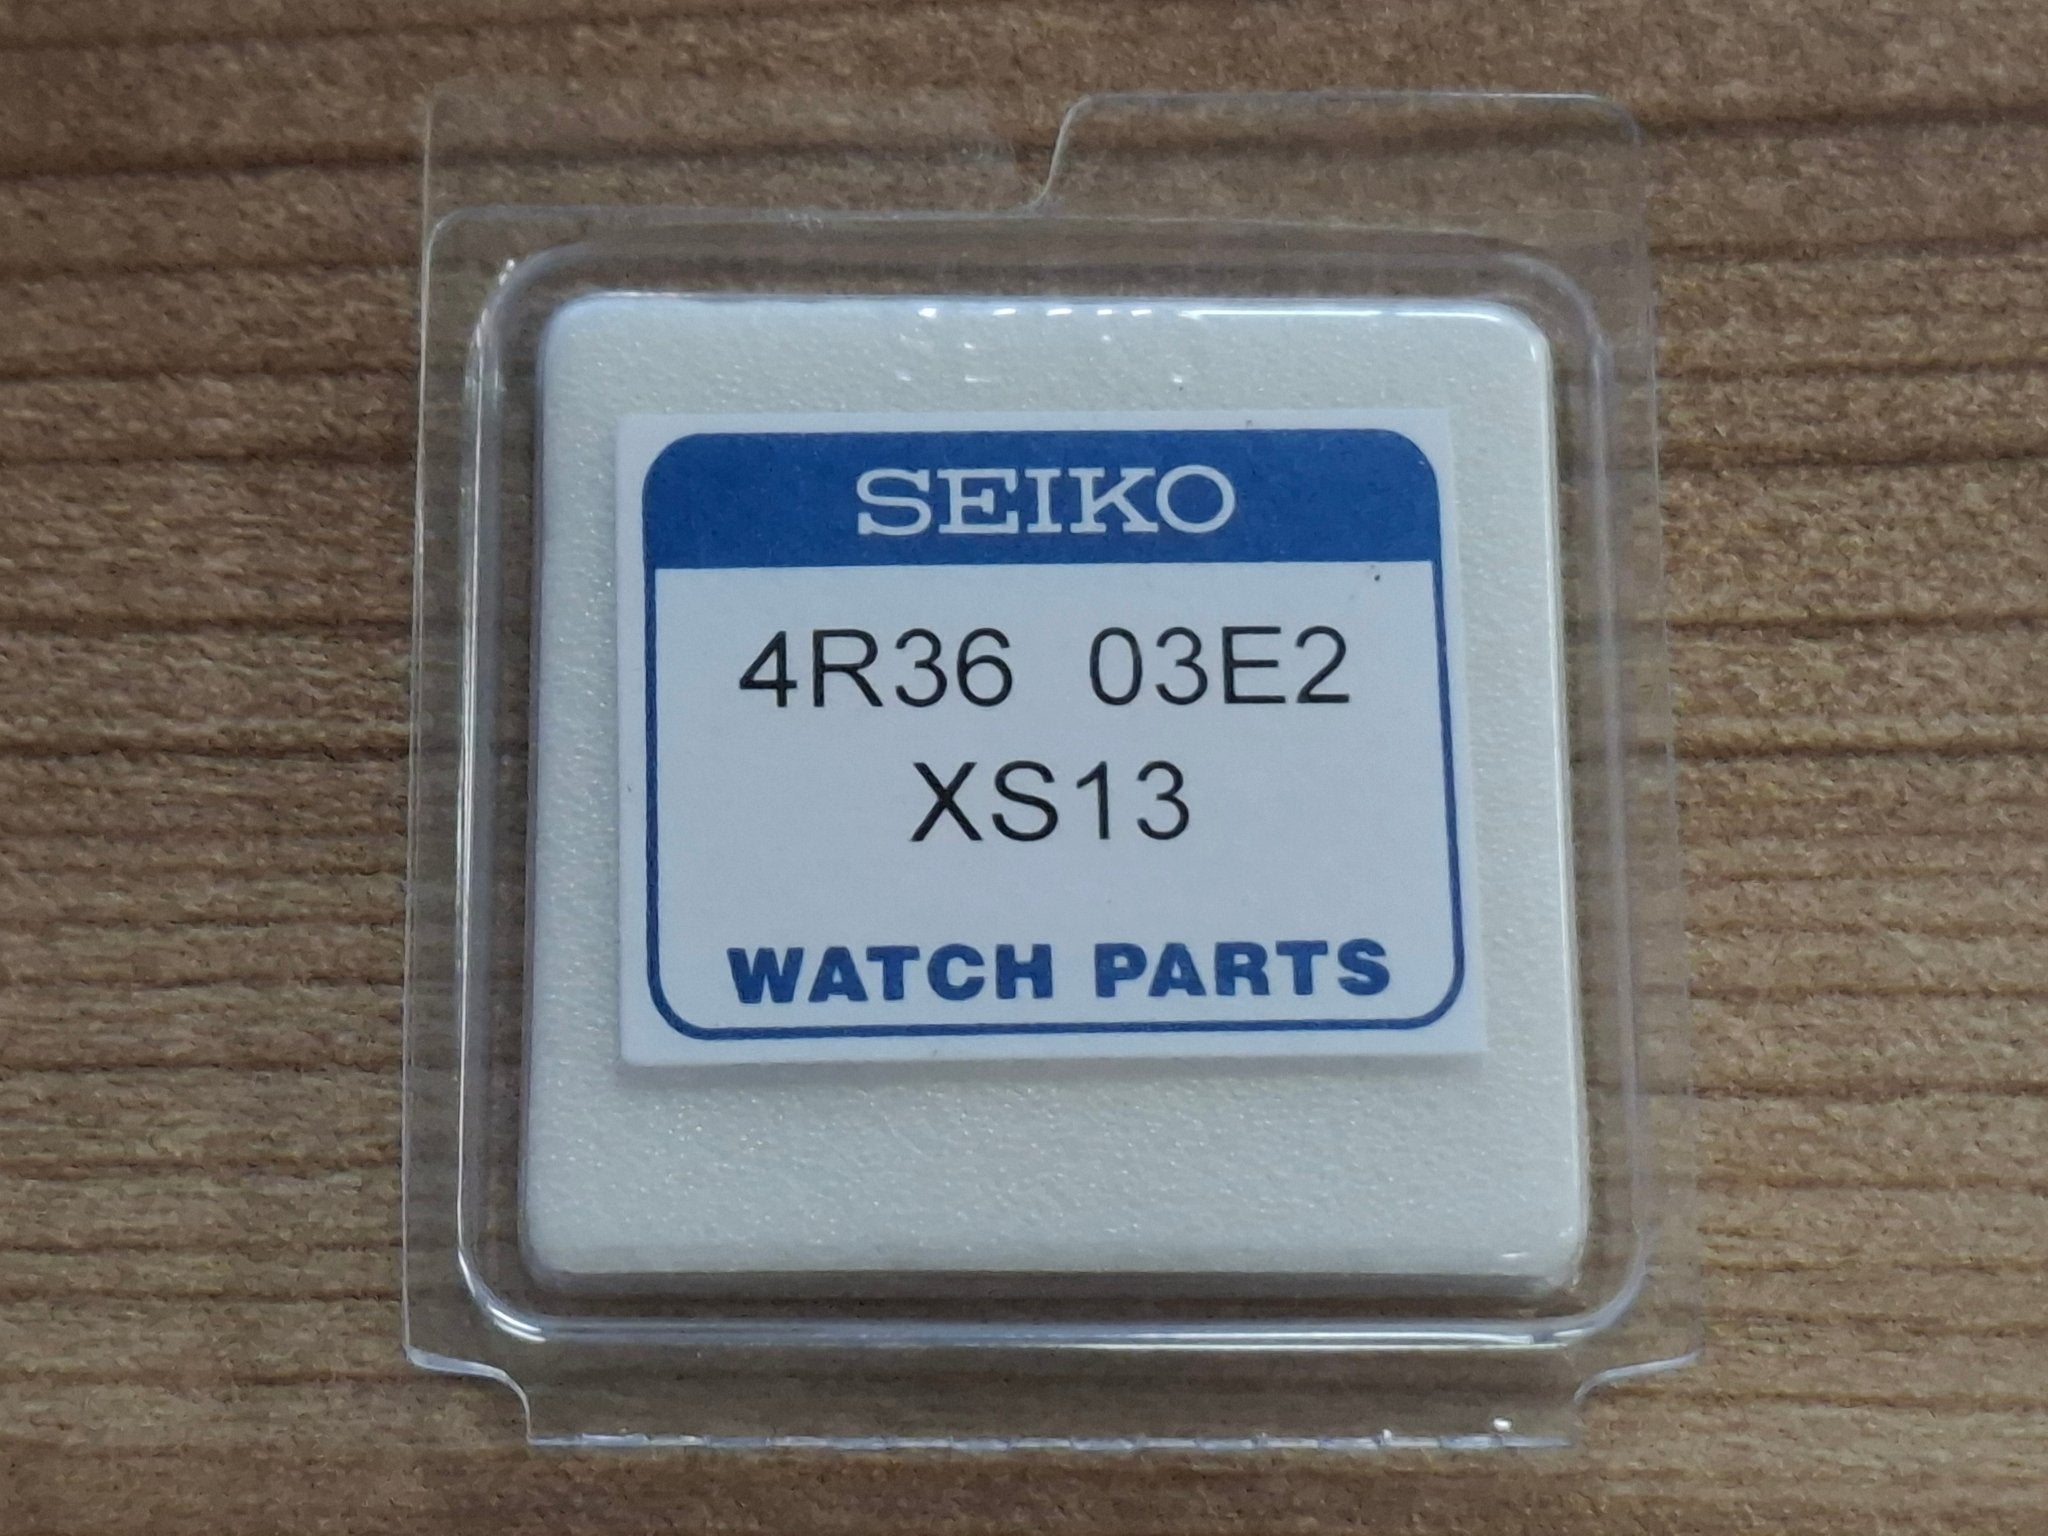 SEIKO
4R36 03E2
XS13
WATCH PARTS